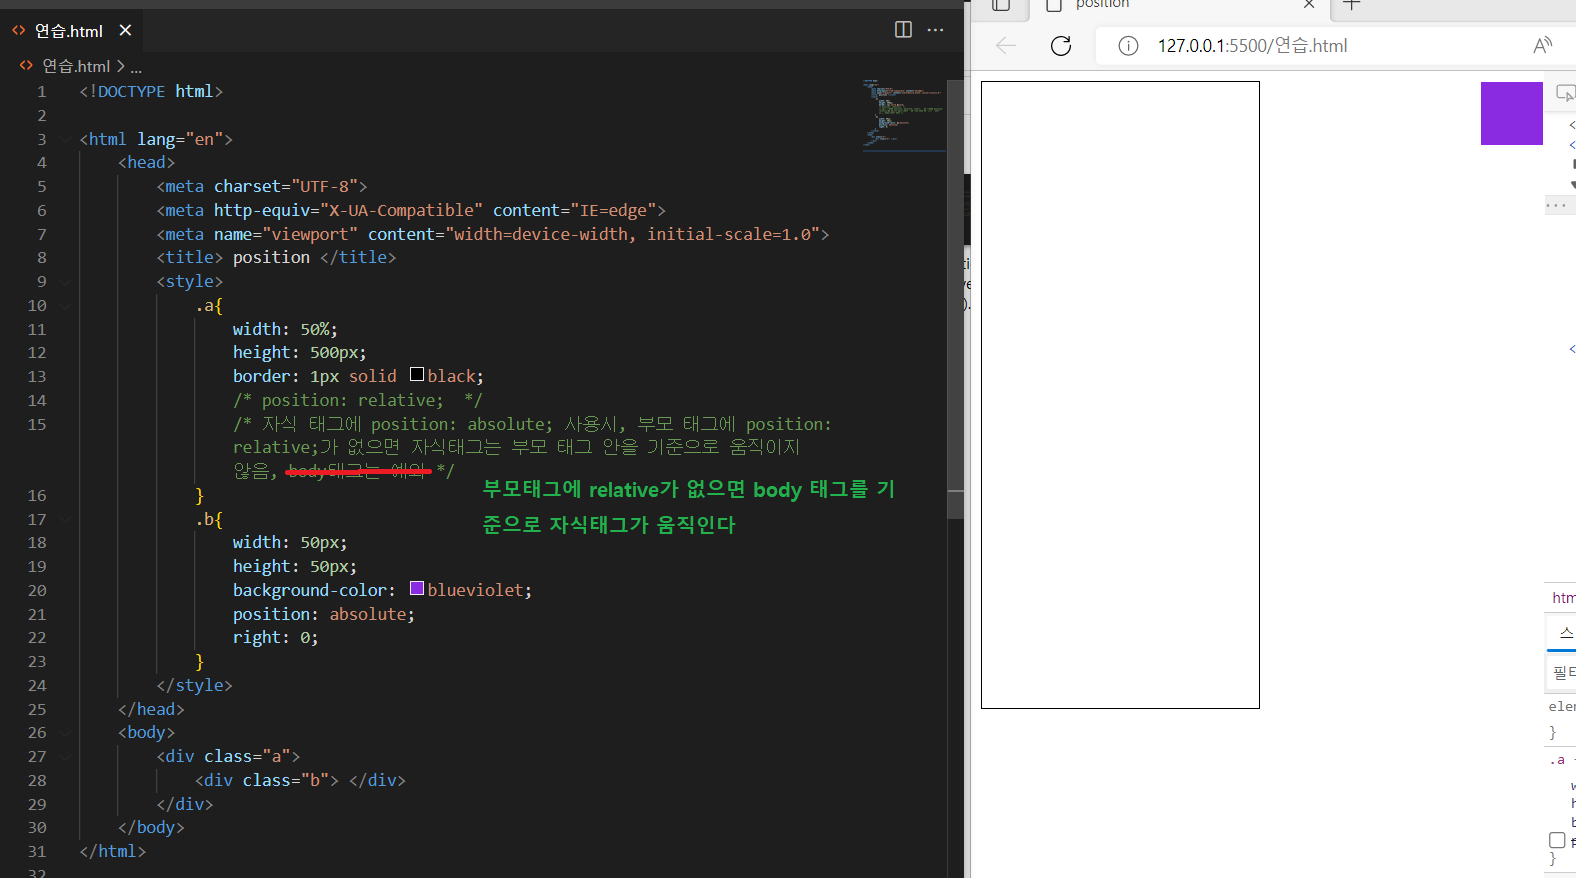 연습.html
연습.html > ...
1 <!DOCTYPE html>
2
3 <html lang="en">
4 <head>
5 <meta charset="UTF-8">
6 <meta http-equiv="X-UA-Compatible" content="IE=edge">
7 <meta name="viewport" content="width=device-width, initial-scale=1.0">
8 <title> position </title>
9 <style>
10 .a{
11 width: 50%;
12 height: 500px;
13 border: 1px solid black;
14 /* position: relative;  */
15 /* 자식 태그에 position: absolute; 사용시, 부모 태그에 position:
relative;가 없으면 자식태그는 부모 태그 안을 기준으로 움직이지
않음, body태그는 예외 */
16 }
부모태그에 relative가 없으면 body 태그를 기
준으로 자식태그가 움직인다
17 .b{
18 width: 50px;
19 height: 50px;
20 background-color: blueviolet;
21 position: absolute;
22 right: 0;
23 }
24 </style>
25 </head>
26 <body>
27 <div class="a">
28 <div class="b"> </div>
29 </div>
30 </body>
31 </html>
32
position
127.0.0.1:5500/연습.html
htm
스
필터
elem
}
.a
}